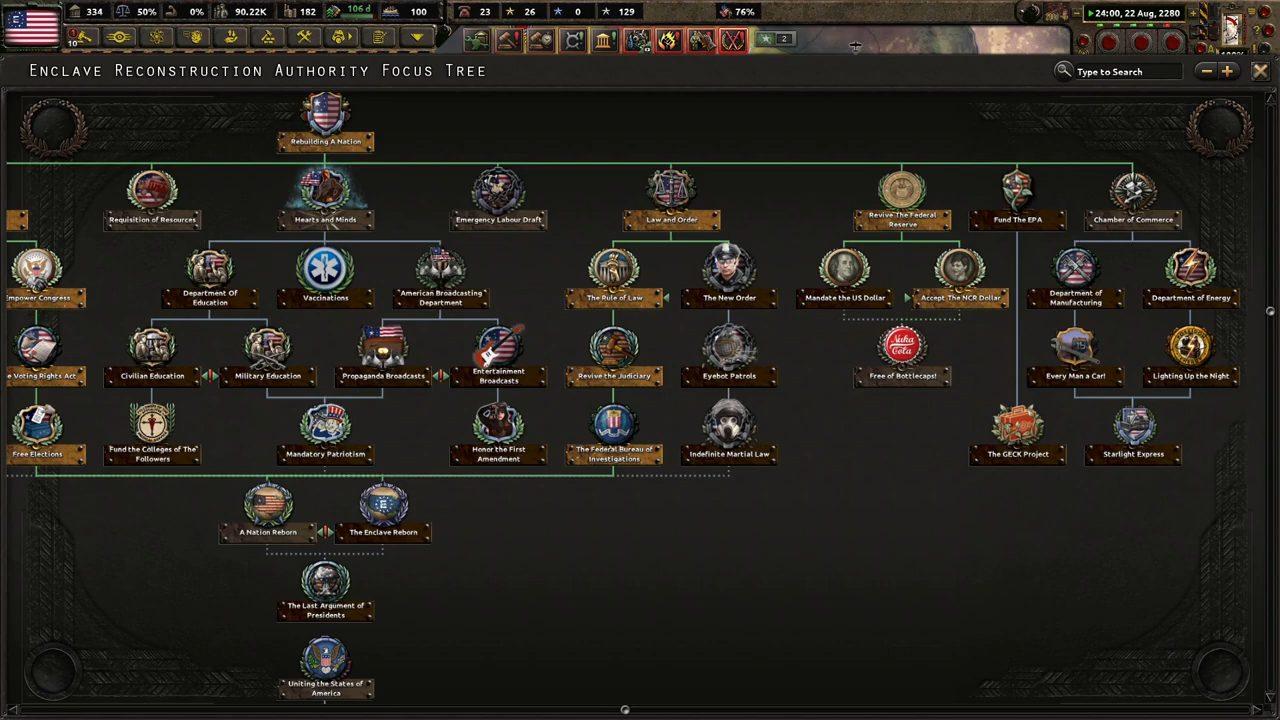 334 50% 0% 90.22K 182 106 d 100 23 26 0 129 76% 24:00, 22 Aug, 2280
10
2
ENCLAVE RECONSTRUCTION AUTHORITY FOCUS TREE
Type to Search
Rebuilding A Nation
Requisition of Resources
Hearts and Minds
Emergency Labour Draft
Law and Order
Revive The Federal
Reserve
Fund The EPA
Chamber of Commerce
Empower Congress
Department Of
Education
Vaccinations
American Broadcasting
Department
The Rule of Law
The New Order
Mandate the US Dollar
Accept The NCR Dollar
Department of
Manufacturing
Department of Energy
e Voting Rights Act
Civilian Education
Military Education
Propaganda Broadcasts
Entertainment
Broadcasts
Revive the Judiciary
Eyebot Patrols
Nuka
Cola
Free of Bottlecaps!
Every Man a Car!
Lighting Up the Night
Free Elections
Fund the Colleges of The
Followers
Mandatory Patriotism
Honor the First
Amendment
The Federal Bureau of
Investigations
Indefinite Martial Law
The GECK Project
Starlight Express
A Nation Reborn
The Enclave Reborn
The Last Argument of
Presidents
Uniting the States of
America